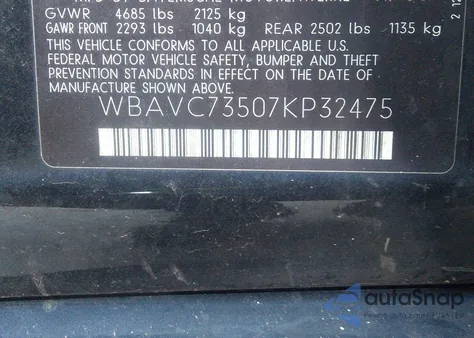 GVWR 4685 lbs 2125 kg
GAWR FRONT 2293 lbs 1040 kg REAR 2502 lbs 1135 kg
THIS VEHICLE CONFORMS TO ALL APPLICABLE U.S.
FEDERAL MOTOR VEHICLE SAFETY, BUMPER AND THEFT
PREVENTION STANDARDS IN EFFECT ON THE DATE OF
MANUFACTURE SHOWN ABOVE.
WBAVC73507KP32475
autoSnap